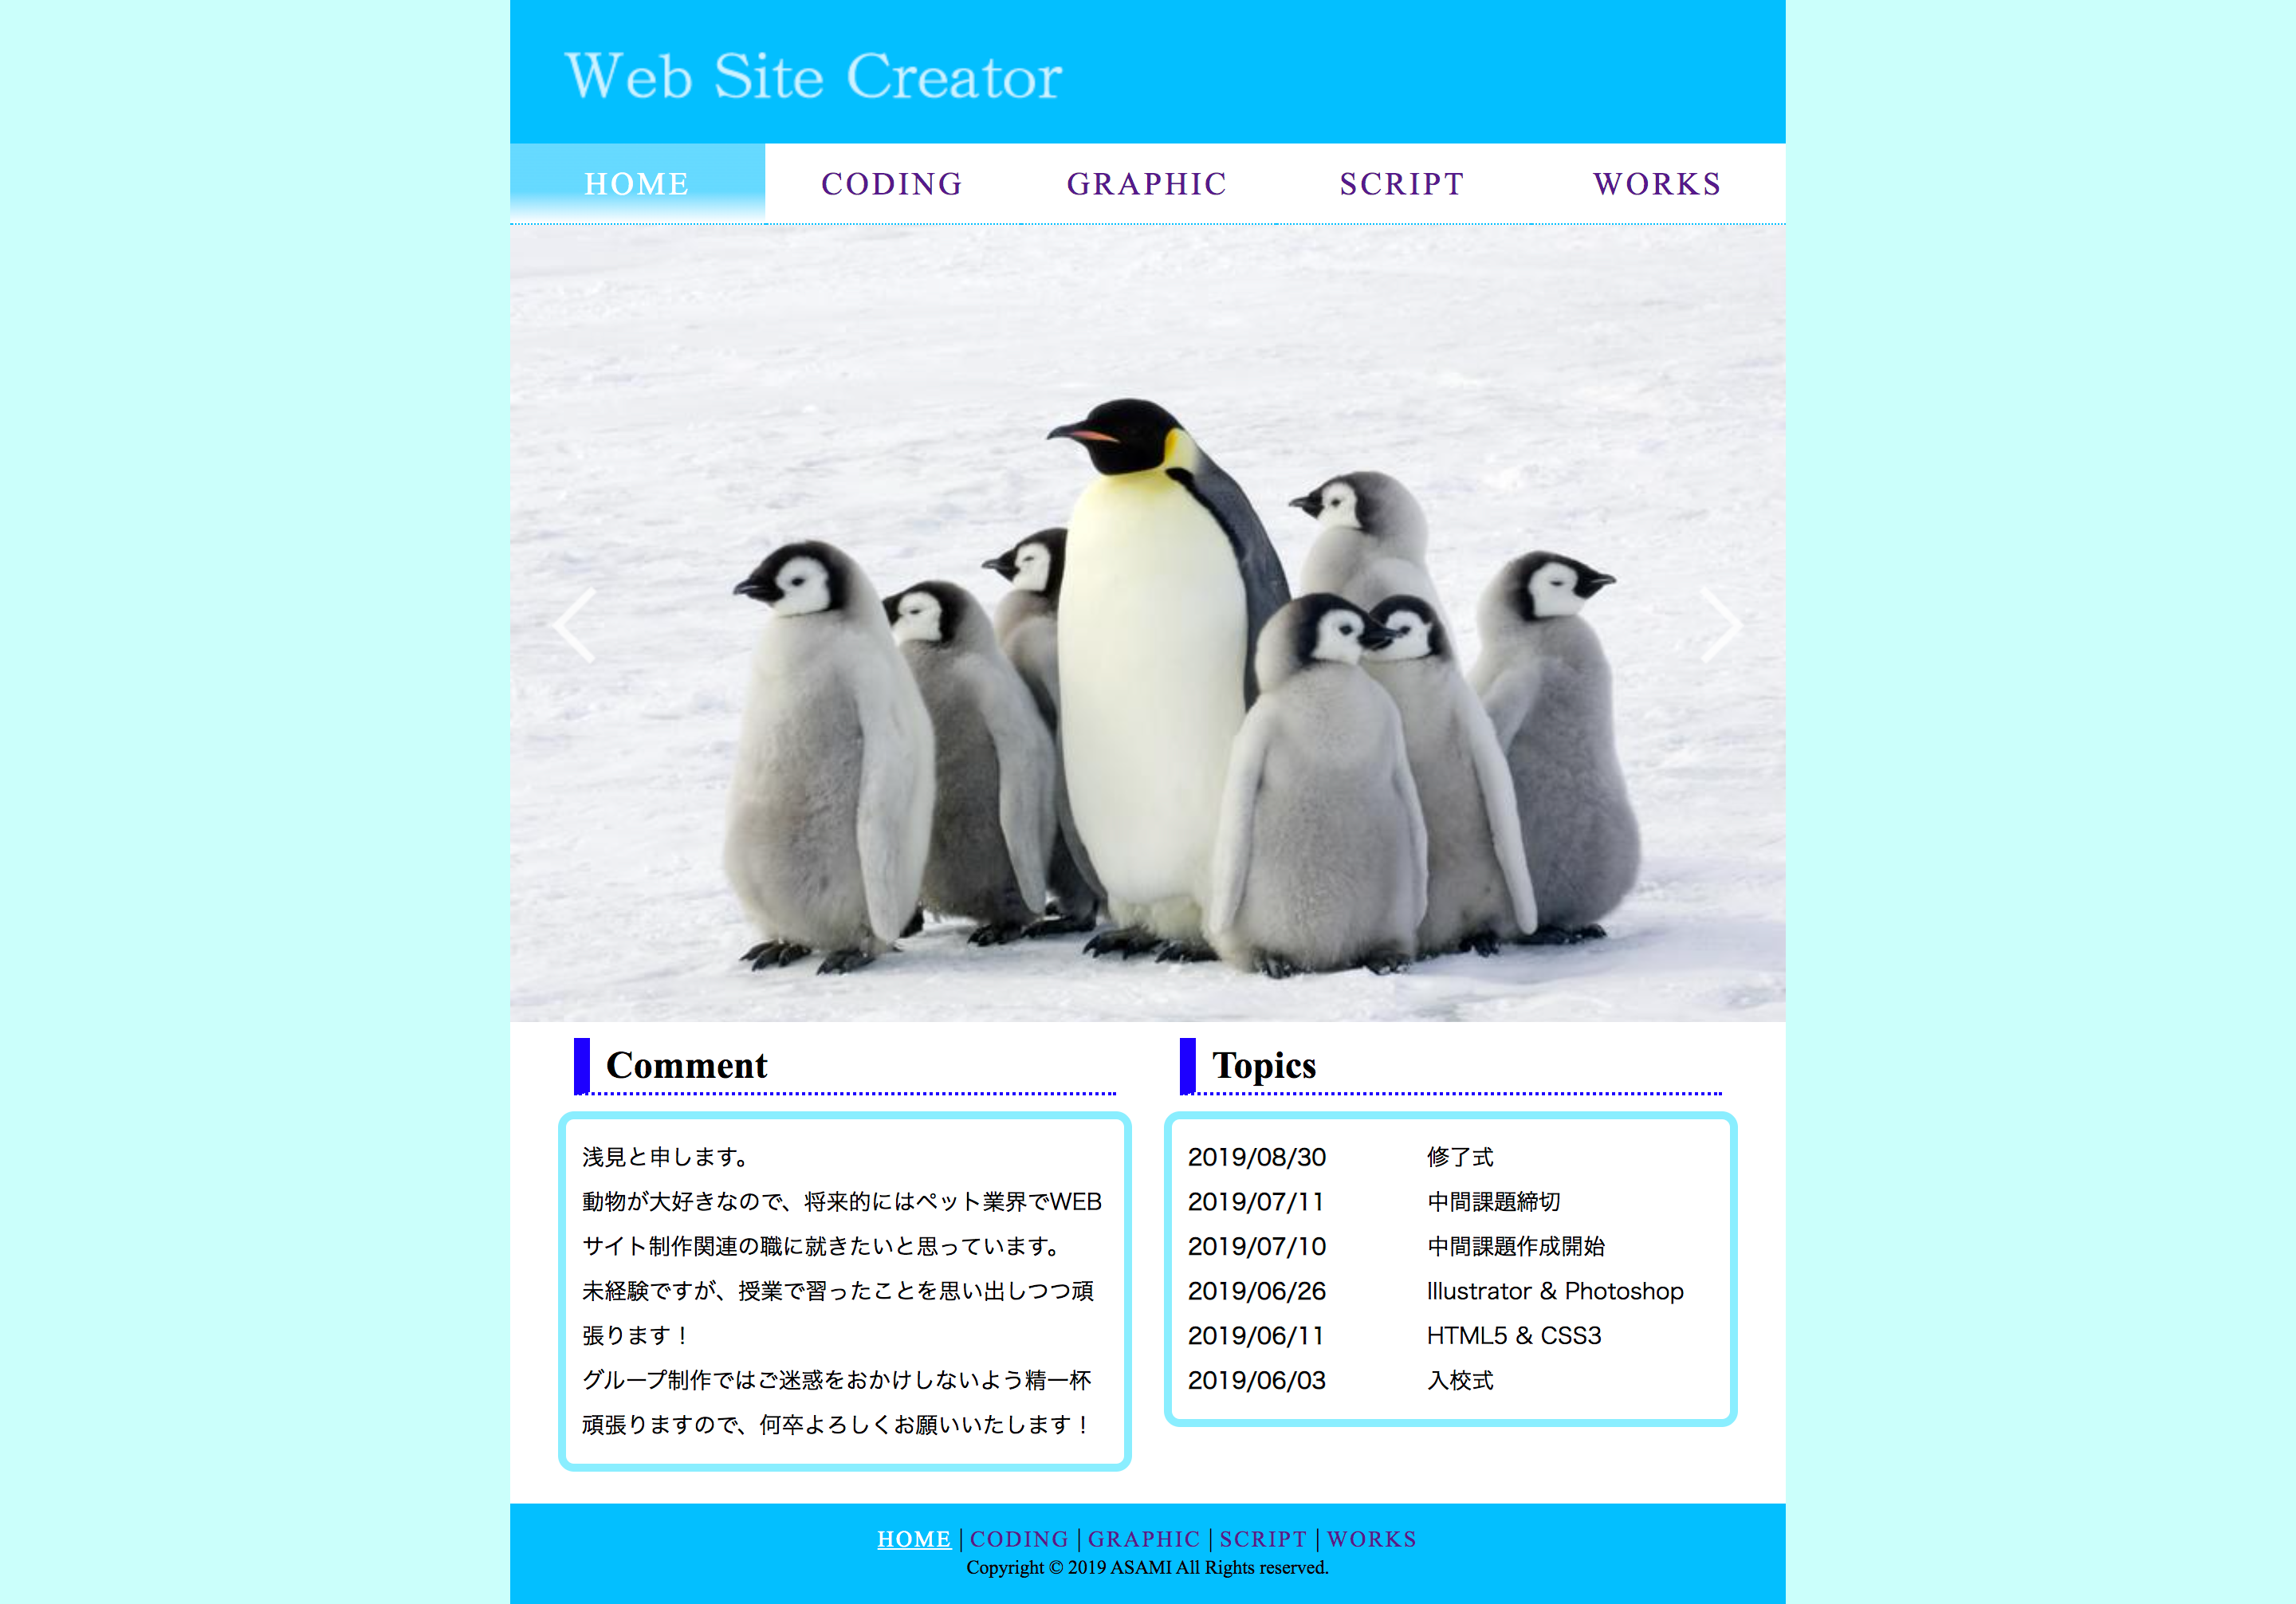 Web Site Creator
HOME CODING GRAPHIC SCRIPT WORKS
Comment
浅見と申します。
動物が大好きなので、将来的にはペット業界でWEB
サイト制作関連の職に就きたいと思っています。
未経験ですが、授業で習ったことを思い出しつつ頑
張ります！
グループ制作ではご迷惑をおかけしないよう精一杯
頑張りますので、何卒よろしくお願いいたします！
Topics
2019/08/30 修了式
2019/07/11 中間課題締切
2019/07/10 中間課題作成開始
2019/06/26 Illustrator & Photoshop
2019/06/11 HTML5 & CSS3
2019/06/03 入校式
HOME | CODING | GRAPHIC | SCRIPT | WORKS
Copyright © 2019 ASAMI All Rights reserved.